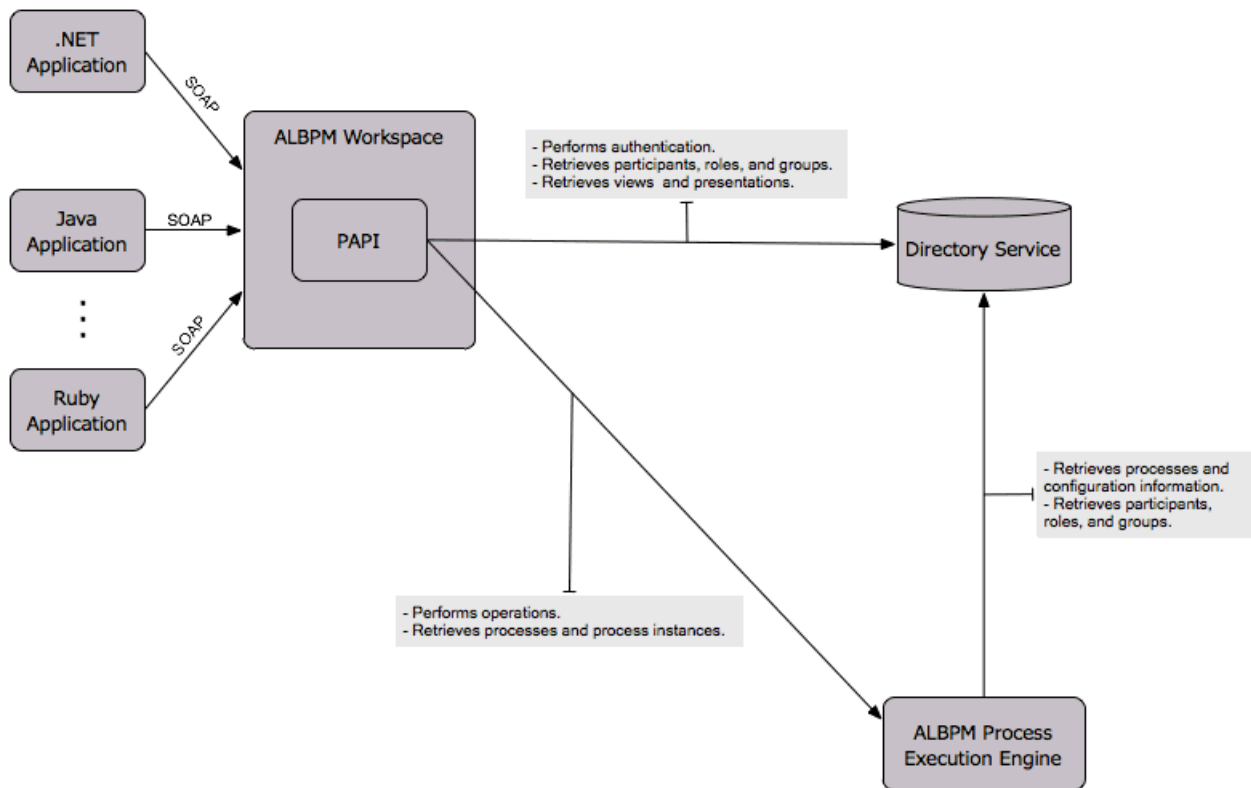 .NET
Application
SOAP
ALBPM Workspace
- Performs authentication.
- Retrieves participants, roles, and groups.
- Retrieves views and presentations.
Java
Application
SOAP
PAPI
Directory Service
SOAP
Ruby
Application
- Retrieves processes and
configuration information.
- Retrieves participants,
roles, and groups.
- Performs operations.
- Retrieves processes and process instances.
ALBPM Process
Execution Engine